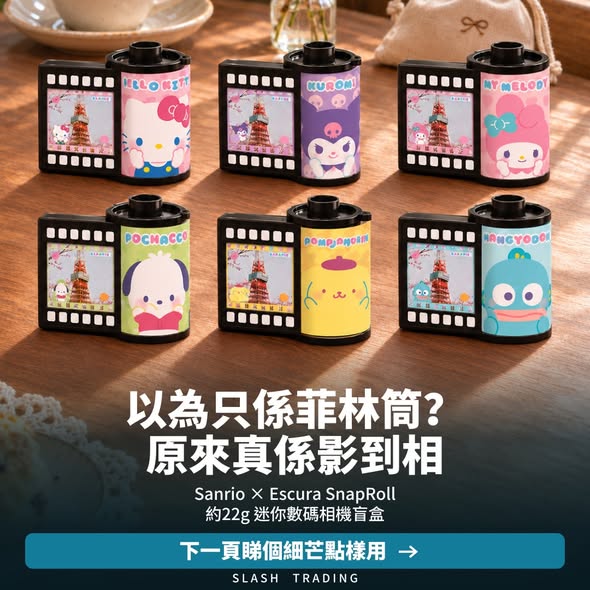 HELLO KITTY
KUROMI
MY MELODY
POCHACCO
POMPOMPURIN
HANGYODON
以為只係菲林筒？
原來真係影到相
Sanrio × Escura SnapRoll
約22g 迷你數碼相機盲盒
下一頁睇個細芒點樣用 →
SLASH TRADING